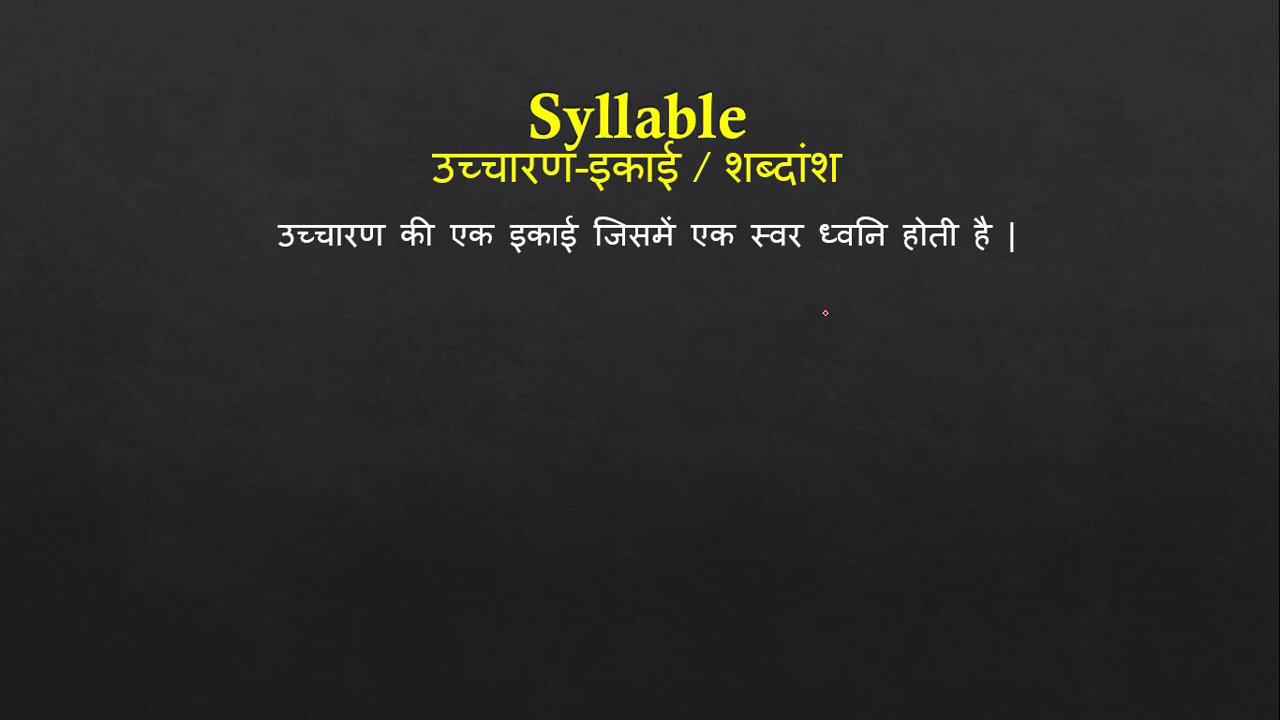 Syllable
उच्चारण-इकाई / शब्दांश
उच्चारण की एक इकाई जिसमें एक स्वर ध्वनि होती है |